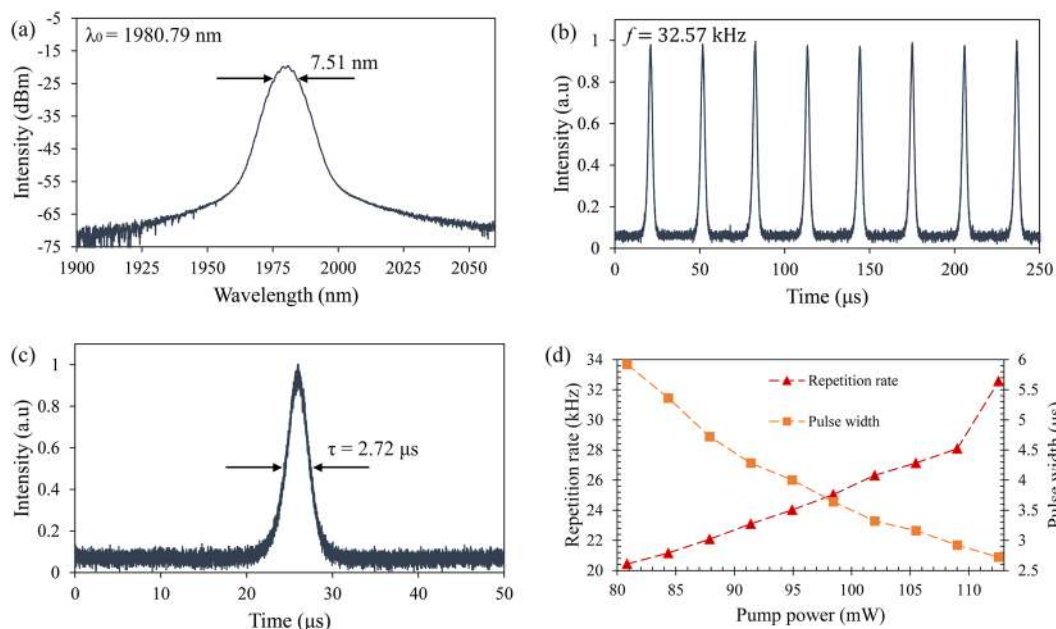 (a)
λ₀ = 1980.79 nm
7.51 nm
Intensity (dBm)
-5
-15
-25
-35
-45
-55
-65
-75
1900 1925 1950 1975 2000 2025 2050
Wavelength (nm)
(b)
f = 32.57 kHz
Intensity (a.u)
1
0.8
0.6
0.4
0.2
0
0 50 100 150 200 250
Time (μs)
(c)
τ = 2.72 μs
Intensity (a.u)
1
0.8
0.6
0.4
0.2
0
0 10 20 30 40 50
Time (μs)
(d)
Repetition rate
Pulse width
Repetition rate
(kHz)
34
32
30
28
26
24
22
20
6
5.5
5
4.5
4
3.5
3
2.5
Pulse width (μs)
80 85 90 95 100 105 110
Pump power (mW)